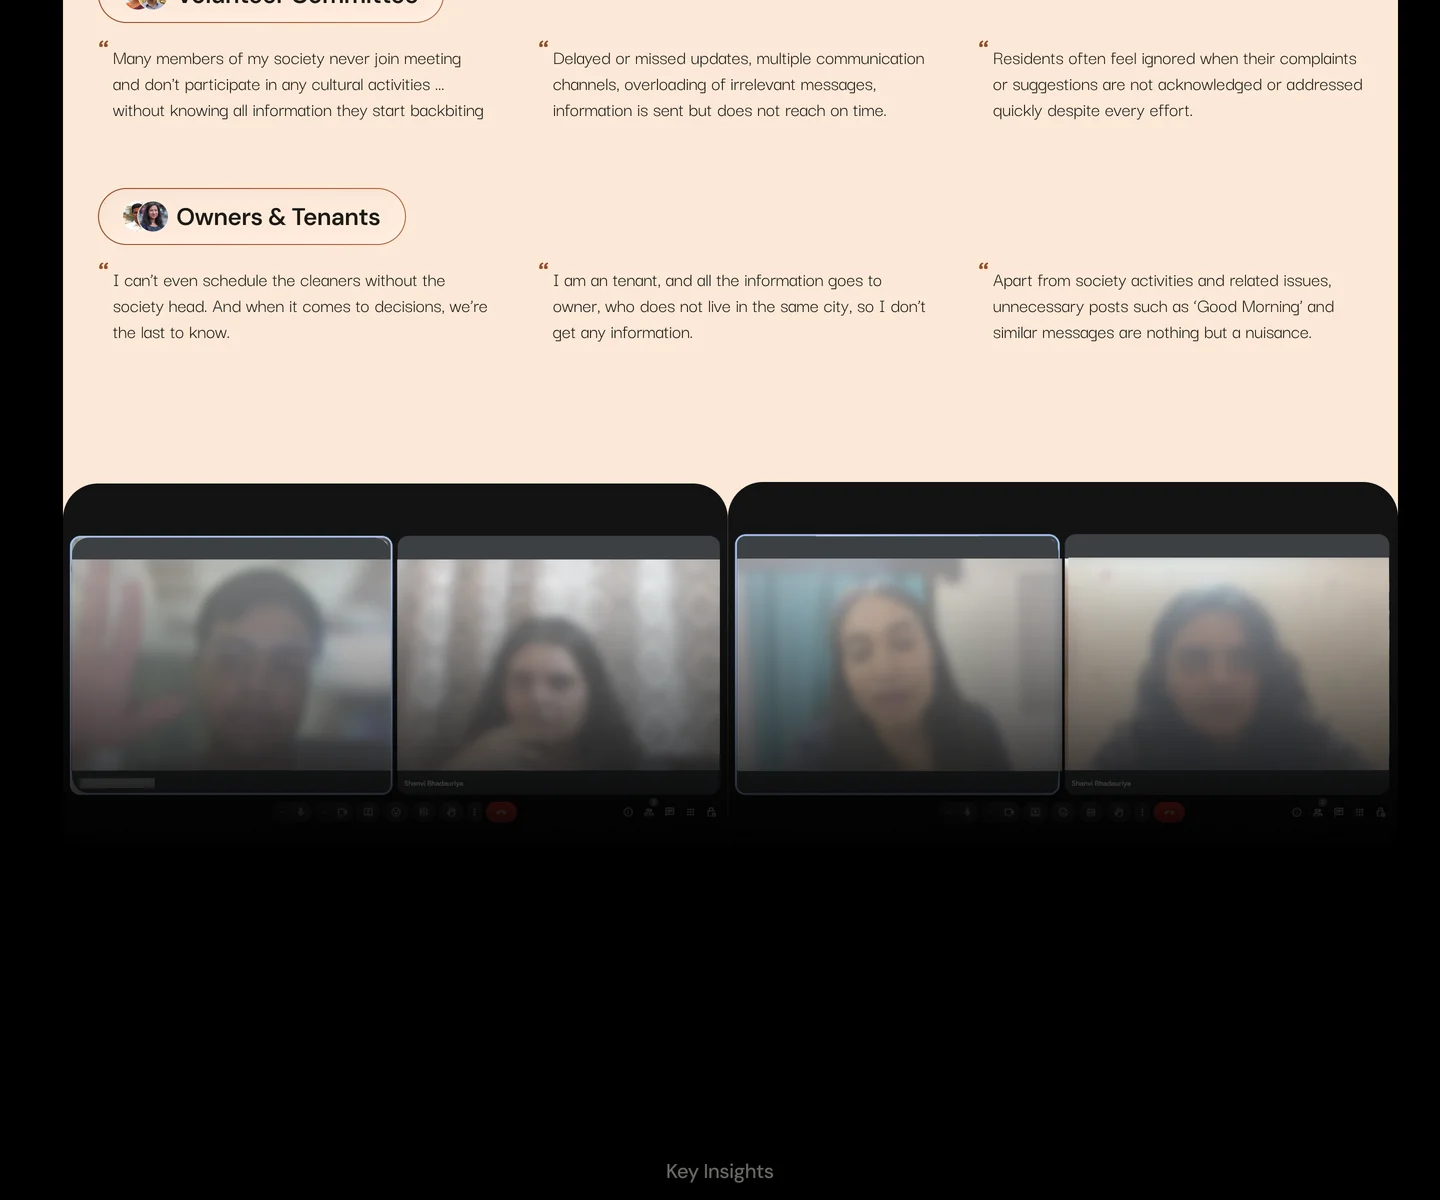 Volunteer Committee
“ Many members of my society never join meeting
and don’t participate in any cultural activities ...
without knowing all information they start backbiting
“ Delayed or missed updates, multiple communication
channels, overloading of irrelevant messages,
information is sent but does not reach on time.
“ Residents often feel ignored when their complaints
or suggestions are not acknowledged or addressed
quickly despite every effort.
Owners & Tenants
“ I can’t even schedule the cleaners without the
society head. And when it comes to decisions, we’re
the last to know.
“ I am an tenant, and all the information goes to
owner, who does not live in the same city, so I don’t
get any information.
“ Apart from society activities and related issues,
unnecessary posts such as ‘Good Morning’ and
similar messages are nothing but a nuisance.
Shanvi Bhadauriya
Shanvi Bhadauriya
Key Insights